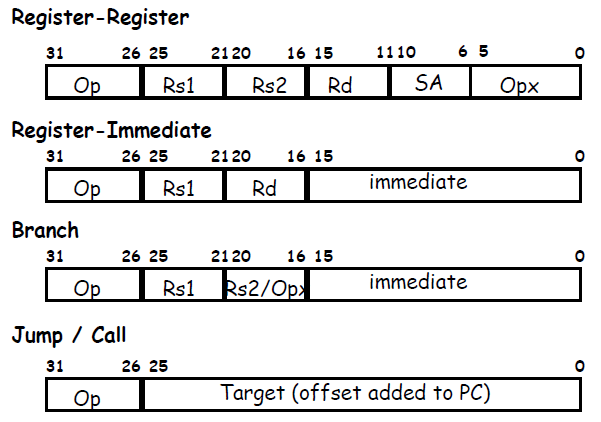 Register-Register
31 26 25 21 20 16 15 11 10 6 5 0
Op Rs1 Rs2 Rd SA Opx
Register-Immediate
31 26 25 21 20 16 15 0
Op Rs1 Rd immediate
Branch
31 26 25 21 20 16 15 0
Op Rs1 Rs2/Opx immediate
Jump / Call
31 26 25 0
Op Target (offset added to PC)